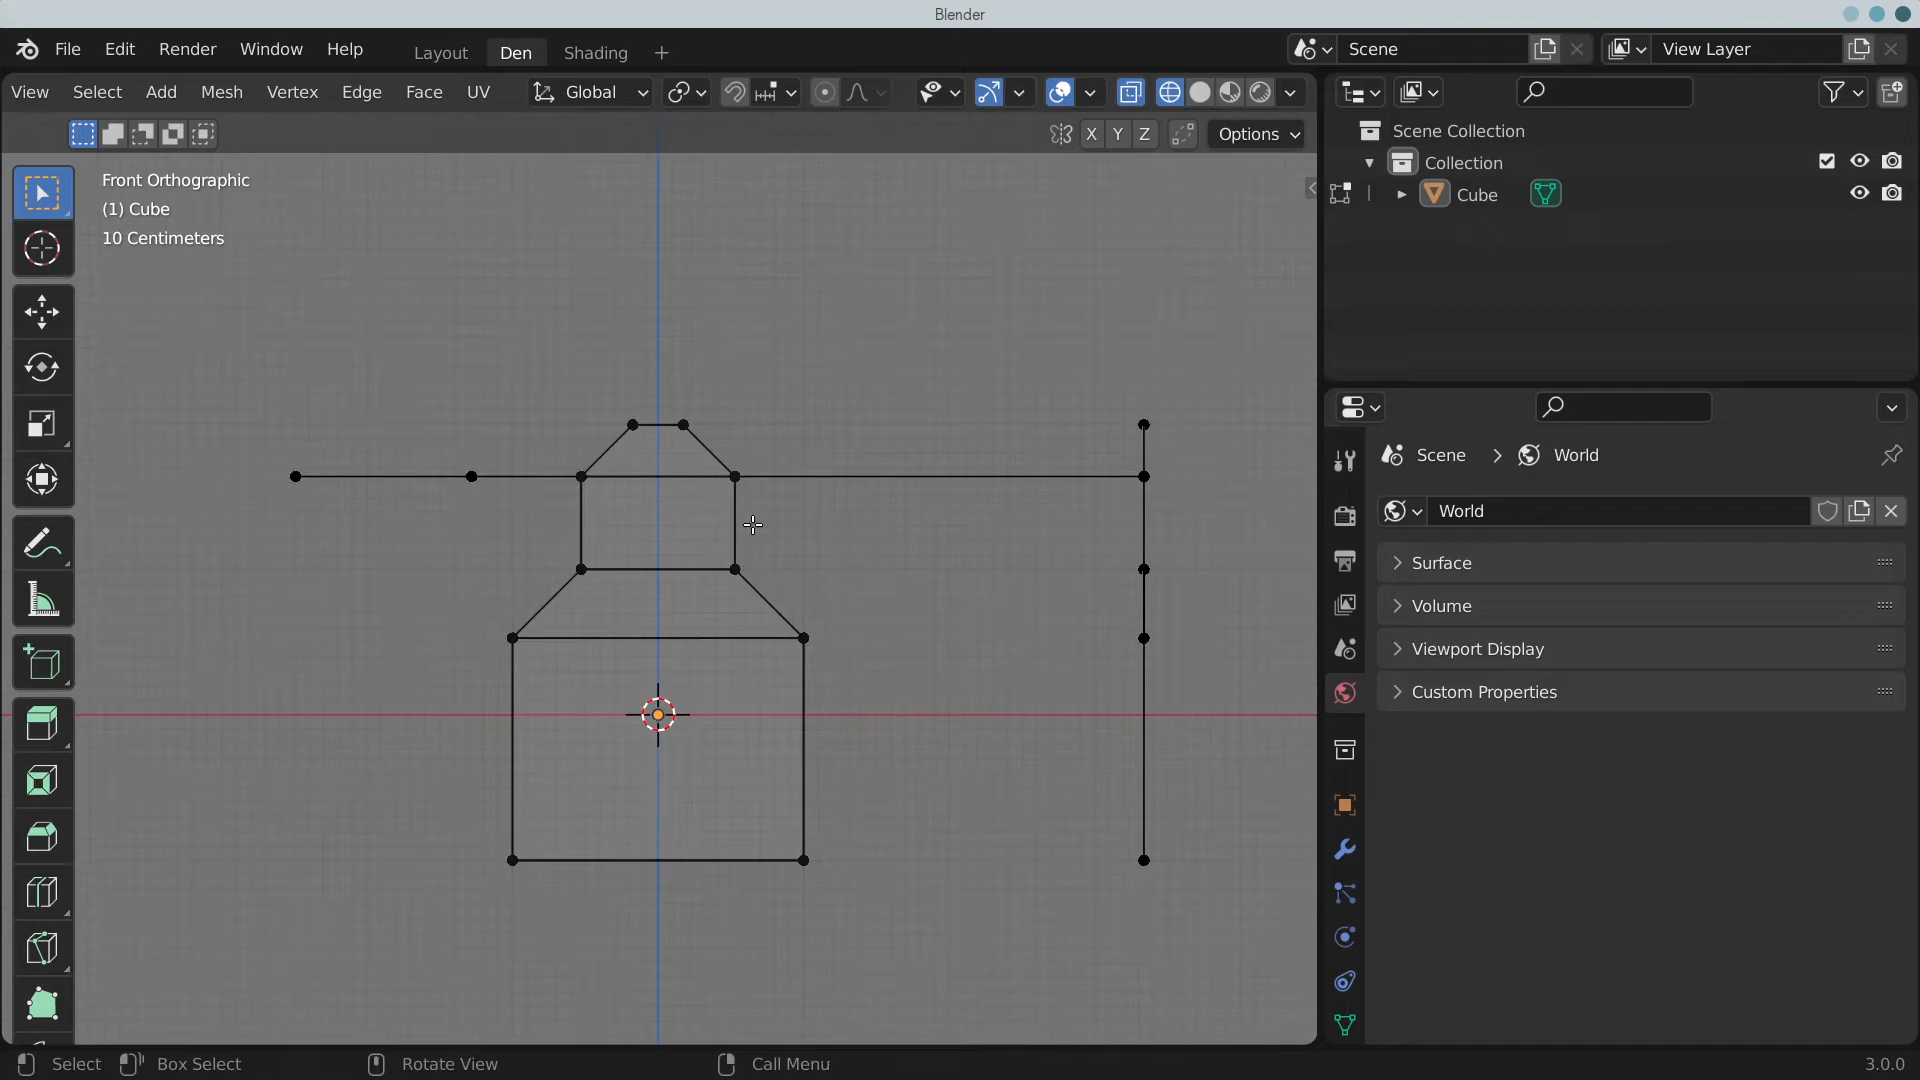 Blender
File Edit Render Window Help Layout Den Shading + Scene View Layer
View Select Add Mesh Vertex Edge Face UV Global
X Y Z Options
Front Orthographic
(1) Cube
10 Centimeters
Scene Collection
Collection
Cube
Scene > World
World
Surface
Volume
Viewport Display
Custom Properties
Select Box Select Rotate View Call Menu 3.0.0